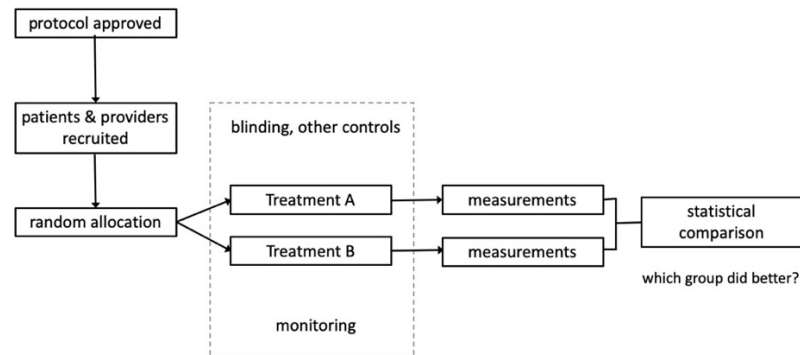 protocol approved
patients & providers
recruited
random allocation
blinding, other controls
Treatment A
Treatment B
monitoring
measurements
measurements
statistical
comparison
which group did better?